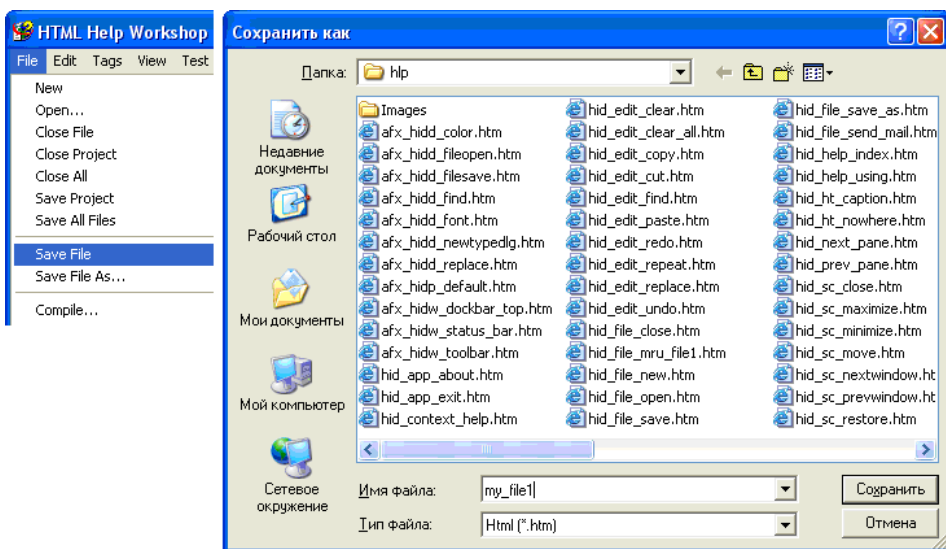 HTML Help Workshop
File Edit Tags View Test
New
Open...
Close File
Close Project
Close All
Save Project
Save All Files
Save File
Save File As...
Compile...
Сохранить как
Папка: hlp
Недавние документы
Рабочий стол
Мои документы
Мой компьютер
Сетевое окружение
Images
afx_hidd_color.htm
afx_hidd_fileopen.htm
afx_hidd_filesave.htm
afx_hidd_find.htm
afx_hidd_font.htm
afx_hidd_newtypedlg.htm
afx_hidd_replace.htm
afx_hidp_default.htm
afx_hidw_dockbar_top.htm
afx_hidw_status_bar.htm
afx_hidw_toolbar.htm
hid_app_about.htm
hid_app_exit.htm
hid_context_help.htm
hid_edit_clear.htm
hid_edit_clear_all.htm
hid_edit_copy.htm
hid_edit_cut.htm
hid_edit_find.htm
hid_edit_paste.htm
hid_edit_redo.htm
hid_edit_repeat.htm
hid_edit_replace.htm
hid_edit_undo.htm
hid_file_close.htm
hid_file_mru_file1.htm
hid_file_new.htm
hid_file_open.htm
hid_file_save.htm
hid_file_save_as.htm
hid_file_send_mail.htm
hid_help_index.htm
hid_help_using.htm
hid_ht_caption.htm
hid_ht_nowhere.htm
hid_next_pane.htm
hid_prev_pane.htm
hid_sc_close.htm
hid_sc_maximize.htm
hid_sc_minimize.htm
hid_sc_move.htm
hid_sc_nextwindow.ht
hid_sc_prevwindow.ht
hid_sc_restore.htm
Имя файла: my_file1 Сохранить
Тип файла: Html (*.htm) Отмена